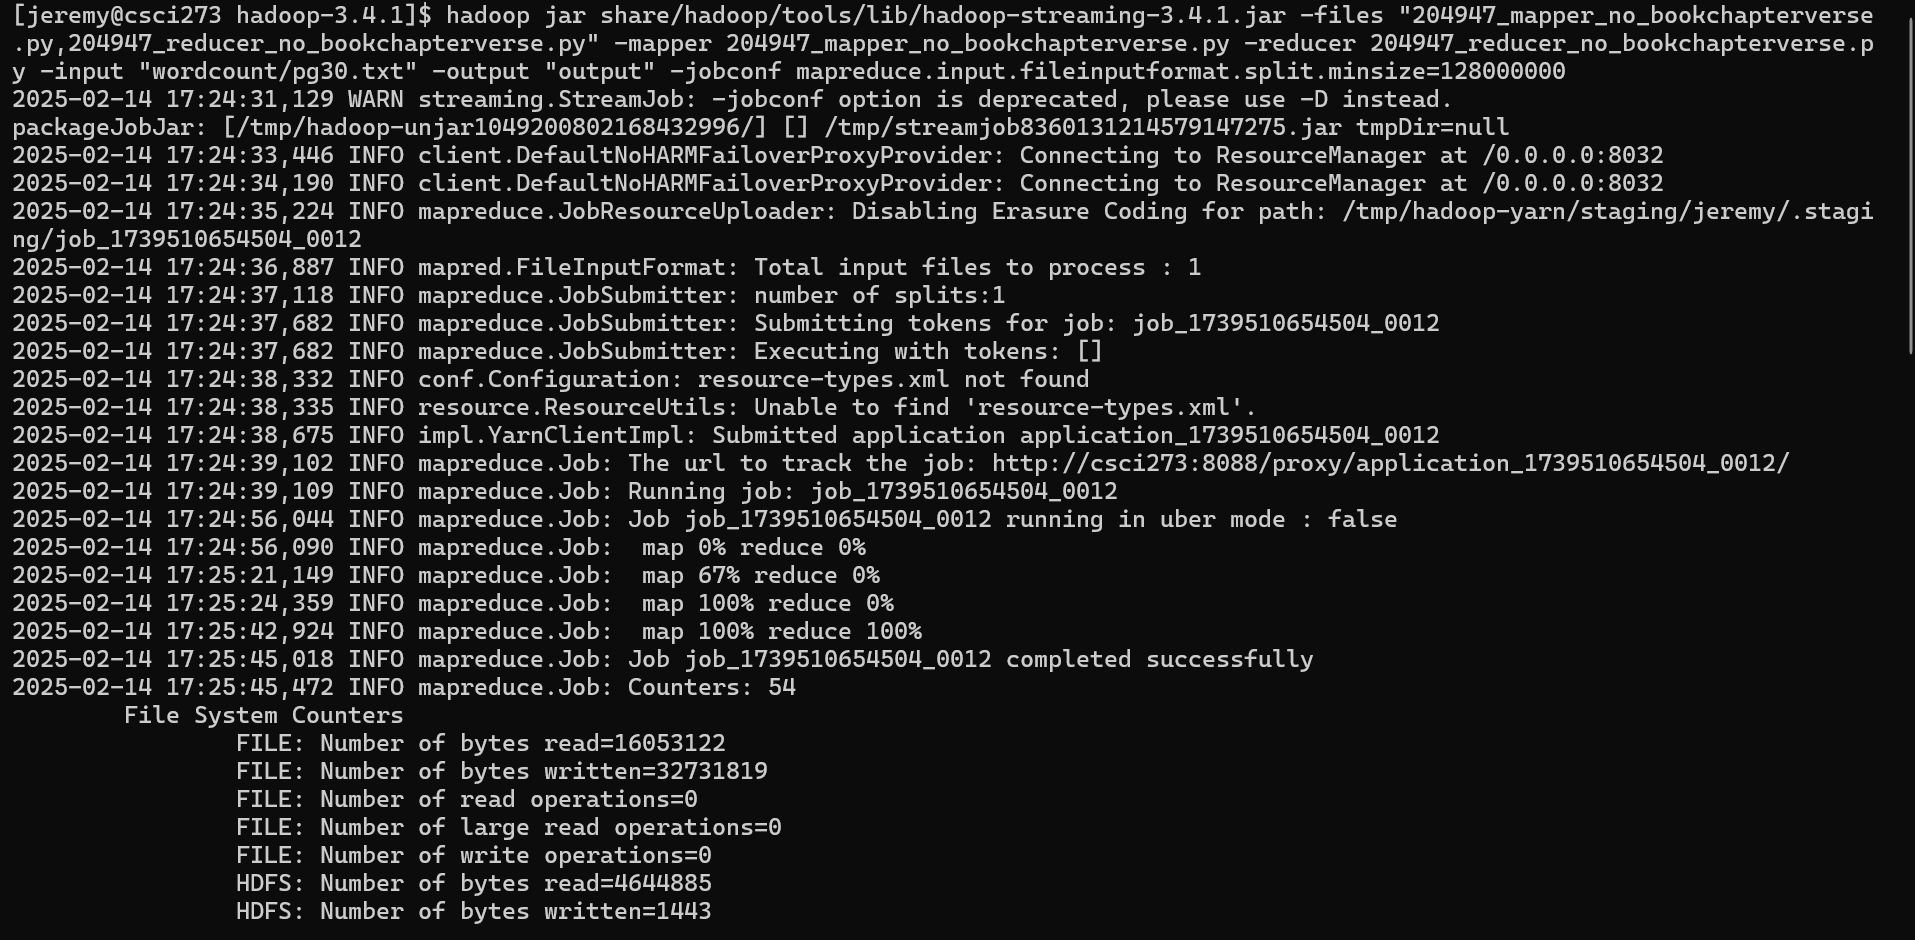 [jeremy@csci273 hadoop-3.4.1]$ hadoop jar share/hadoop/tools/lib/hadoop-streaming-3.4.1.jar -files "204947_mapper_no_bookchapterverse
.py,204947_reducer_no_bookchapterverse.py" -mapper 204947_mapper_no_bookchapterverse.py -reducer 204947_reducer_no_bookchapterverse.p
y -input "wordcount/pg30.txt" -output "output" -jobconf mapreduce.input.fileinputformat.split.minsize=128000000
2025-02-14 17:24:31,129 WARN streaming.StreamJob: -jobconf option is deprecated, please use -D instead.
packageJobJar: [/tmp/hadoop-unjar1049200802168432996/] [] /tmp/streamjob8360131214579147275.jar tmpDir=null
2025-02-14 17:24:33,446 INFO client.DefaultNoHARMFailoverProxyProvider: Connecting to ResourceManager at /0.0.0.0:8032
2025-02-14 17:24:34,190 INFO client.DefaultNoHARMFailoverProxyProvider: Connecting to ResourceManager at /0.0.0.0:8032
2025-02-14 17:24:35,224 INFO mapreduce.JobResourceUploader: Disabling Erasure Coding for path: /tmp/hadoop-yarn/staging/jeremy/.stagi
ng/job_1739510654504_0012
2025-02-14 17:24:36,887 INFO mapred.FileInputFormat: Total input files to process : 1
2025-02-14 17:24:37,118 INFO mapreduce.JobSubmitter: number of splits:1
2025-02-14 17:24:37,682 INFO mapreduce.JobSubmitter: Submitting tokens for job: job_1739510654504_0012
2025-02-14 17:24:37,682 INFO mapreduce.JobSubmitter: Executing with tokens: []
2025-02-14 17:24:38,332 INFO conf.Configuration: resource-types.xml not found
2025-02-14 17:24:38,335 INFO resource.ResourceUtils: Unable to find 'resource-types.xml'.
2025-02-14 17:24:38,675 INFO impl.YarnClientImpl: Submitted application application_1739510654504_0012
2025-02-14 17:24:39,102 INFO mapreduce.Job: The url to track the job: http://csci273:8088/proxy/application_1739510654504_0012/
2025-02-14 17:24:39,109 INFO mapreduce.Job: Running job: job_1739510654504_0012
2025-02-14 17:24:56,044 INFO mapreduce.Job: Job job_1739510654504_0012 running in uber mode : false
2025-02-14 17:24:56,090 INFO mapreduce.Job:  map 0% reduce 0%
2025-02-14 17:25:21,149 INFO mapreduce.Job:  map 67% reduce 0%
2025-02-14 17:25:24,359 INFO mapreduce.Job:  map 100% reduce 0%
2025-02-14 17:25:42,924 INFO mapreduce.Job:  map 100% reduce 100%
2025-02-14 17:25:45,018 INFO mapreduce.Job: Job job_1739510654504_0012 completed successfully
2025-02-14 17:25:45,472 INFO mapreduce.Job: Counters: 54
        File System Counters
                FILE: Number of bytes read=16053122
                FILE: Number of bytes written=32731819
                FILE: Number of read operations=0
                FILE: Number of large read operations=0
                FILE: Number of write operations=0
                HDFS: Number of bytes read=4644885
                HDFS: Number of bytes written=1443